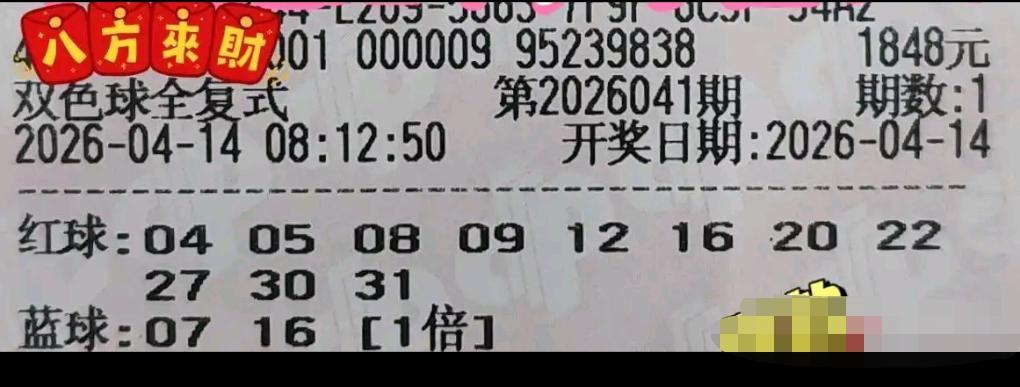 八方來財
001 000009 95239838 1848元
双色球全复式 第2026041期 期数:1
2026-04-14 08:12:50 开奖日期:2026-04-14
红球:04 05 08 09 12 16 20 22
27 30 31
蓝球:07 16 [1倍]